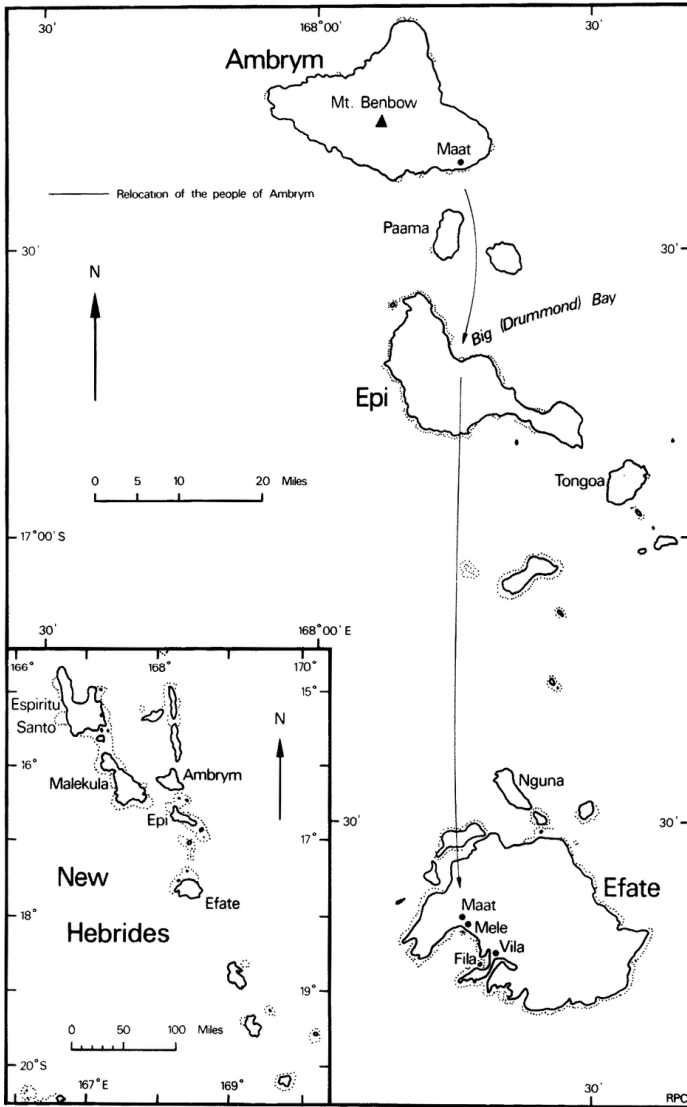 30'
168°00'
30'
Ambrym
Mt. Benbow
Maat
Relocation of the people of Ambrym
Paama
30'
30'
N
Big (Drummond) Bay
Epi
0 5 10 20 Miles
Tongoa
17°00'S
30'
168°00'E
166°
168°
170°
Espiritu
Santo
15°
N
16°
Malekula
Ambrym
Epi
17°
Nguna
30'
30'
New
Hebrides
Efate
18°
Efate
Maat
Mele
Vila
Fila
19°
0 50 100 Miles
20°S
167°E
169°
30'
RPC